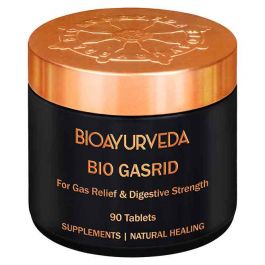 BIOAYURVEDA
BIO GASRID
For Gas Relief & Digestive Strength
90 Tablets
SUPPLEMENTS | NATURAL HEALING